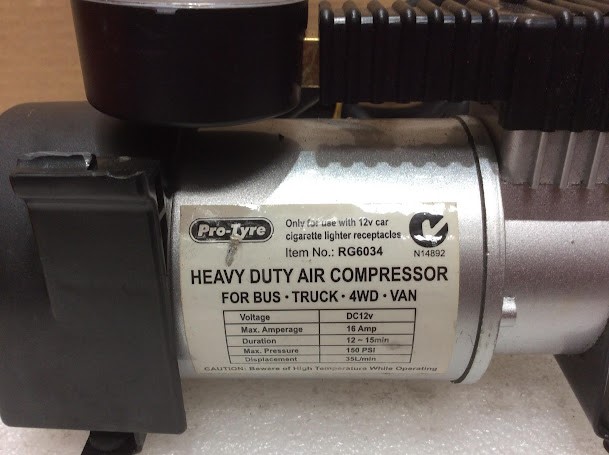 Pro-Tyre
Only for use with 12v car
cigarette lighter receptacles
Item No.: RG6034
N14892
HEAVY DUTY AIR COMPRESSOR
FOR BUS · TRUCK · 4WD · VAN
Voltage DC12v
Max. Amperage 16 Amp
Duration 12 ~ 15min
Max. Pressure 150 PSI
Displacement 35L/min
CAUTION: Beware of High Temperature While Operating